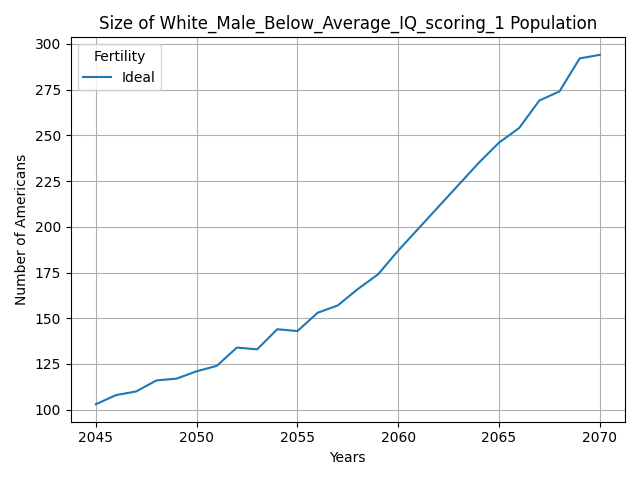 Size of White_Male_Below_Average_IQ_scoring_1 Population
Fertility
Ideal
300
275
250
225
200
175
150
125
100
Number of Americans
2045 2050 2055 2060 2065 2070
Years